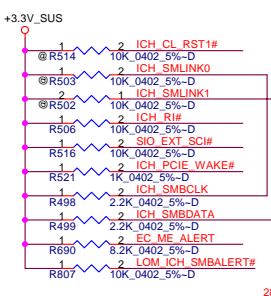 +3.3V_SUS
1 2 ICH_CL_RST1#
@R514 10K_0402_5%~D
1 2 ICH_SMLINK0
@R503 10K_0402_5%~D
2 1 ICH_SMLINK1
@R502 10K_0402_5%~D
1 2 ICH_RI#
R506 10K_0402_5%~D
1 2 SIO_EXT_SCI#
R516 10K_0402_5%~D
1 2 ICH_PCIE_WAKE#
R521 1K_0402_5%~D
1 2 ICH_SMBCLK
R498 2.2K_0402_5%~D
1 2 ICH_SMBDATA
R499 2.2K_0402_5%~D
1 2 EC_ME_ALERT
R690 8.2K_0402_5%~D
1 2 LOM_ICH_SMBALERT#
R807 10K_0402_5%~D